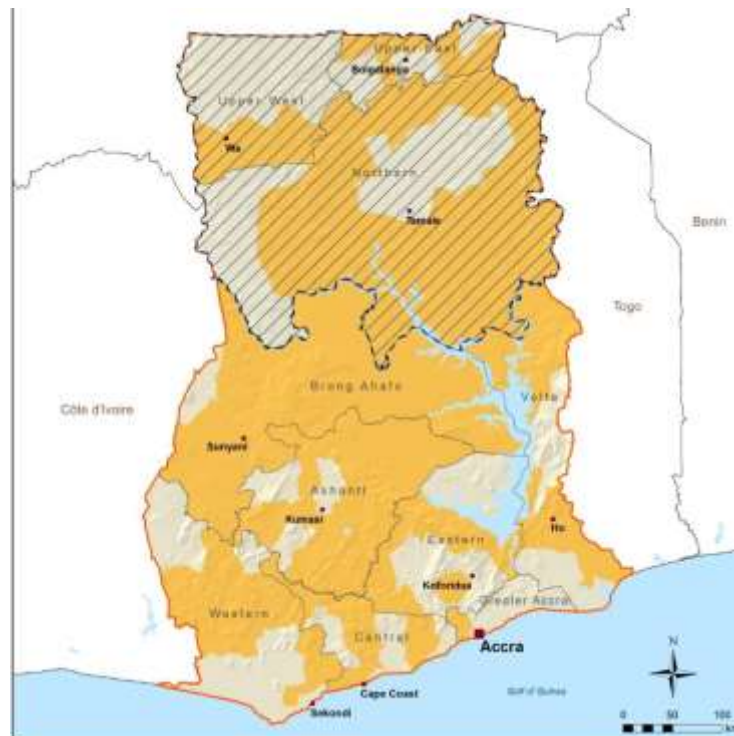 Upper East
Bolgatanga
Upper West
Wa
Northern
Tamale
Benin
Togo
Brong Ahafo
Volta
Côte d'Ivoire
Sunyani
Ashanti
Kumasi
Ho
Eastern
Koforidua
Greater Accra
Western
Central
Accra
N
Cape Coast
Gulf of Guinea
Sekondi
0 50 100
km